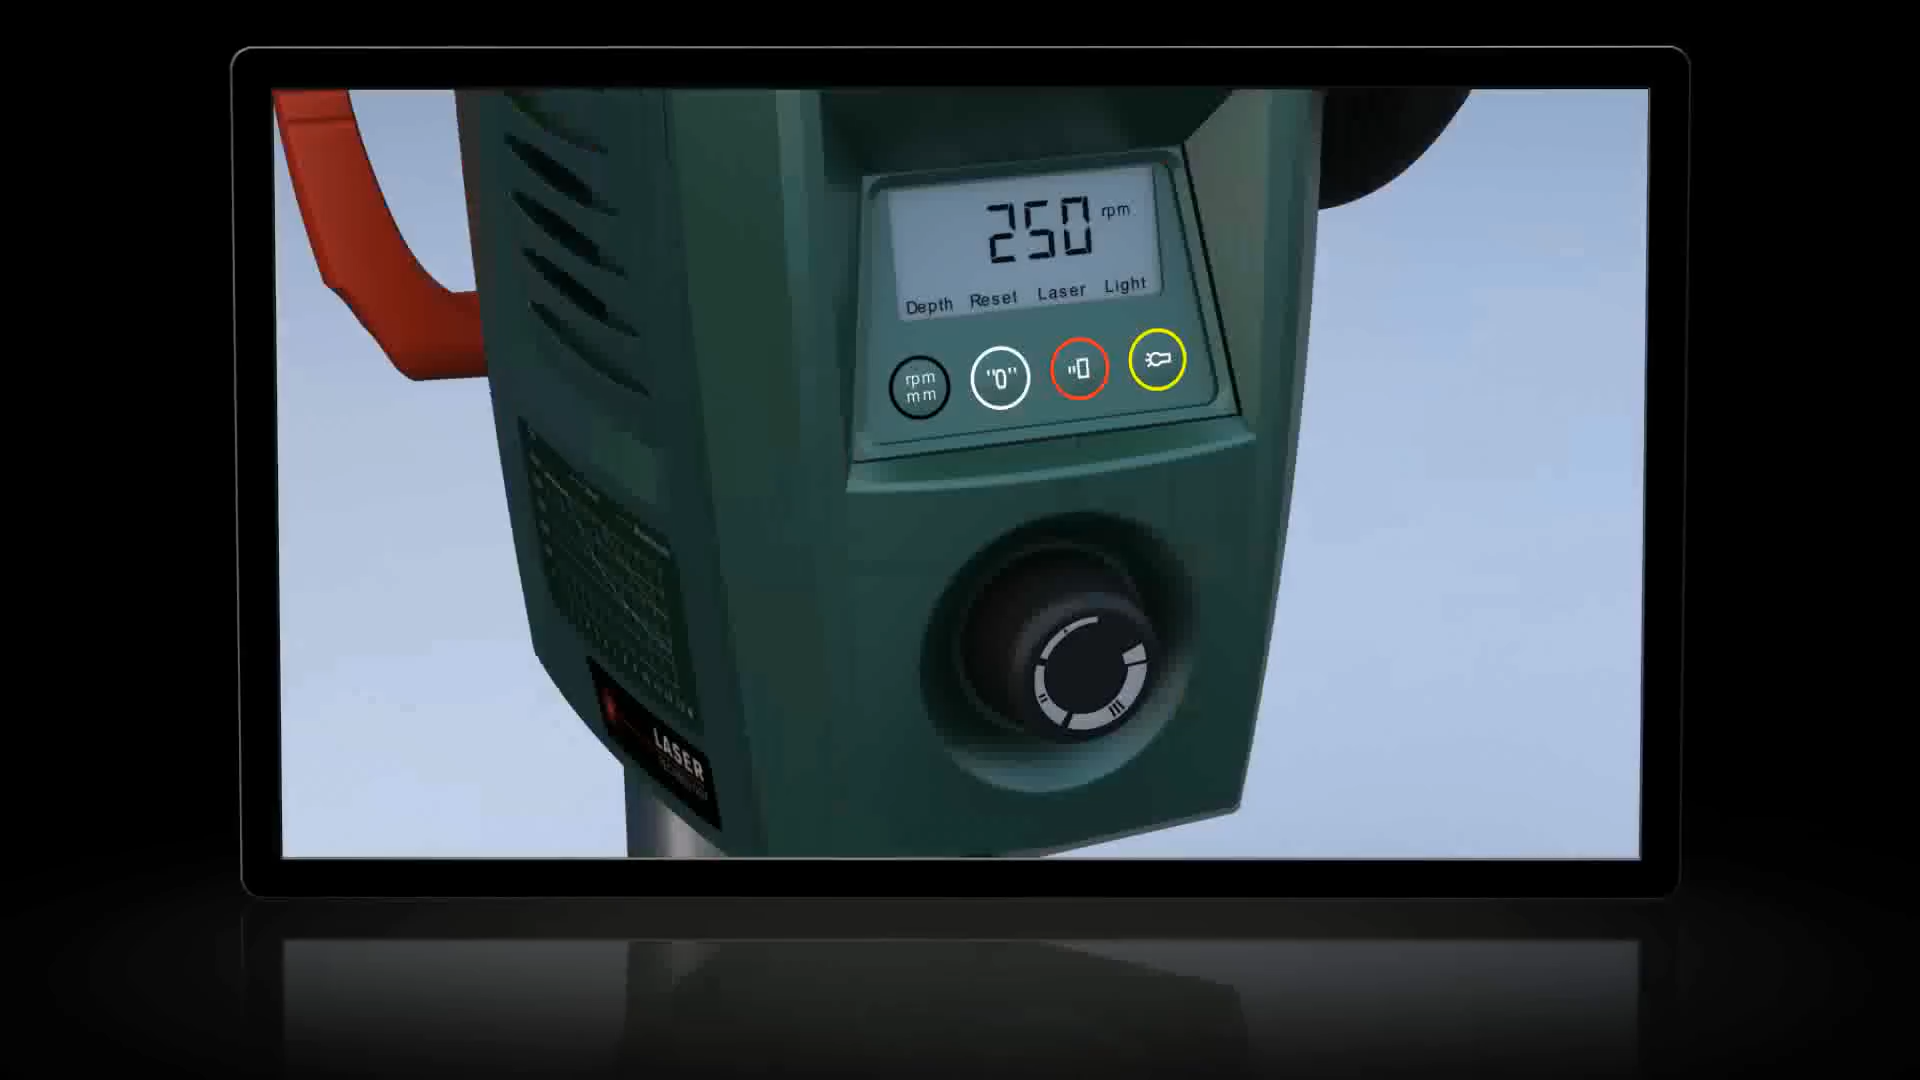 250 rpm
Depth Reset Laser Light
rpm
mm
"0"
LASER